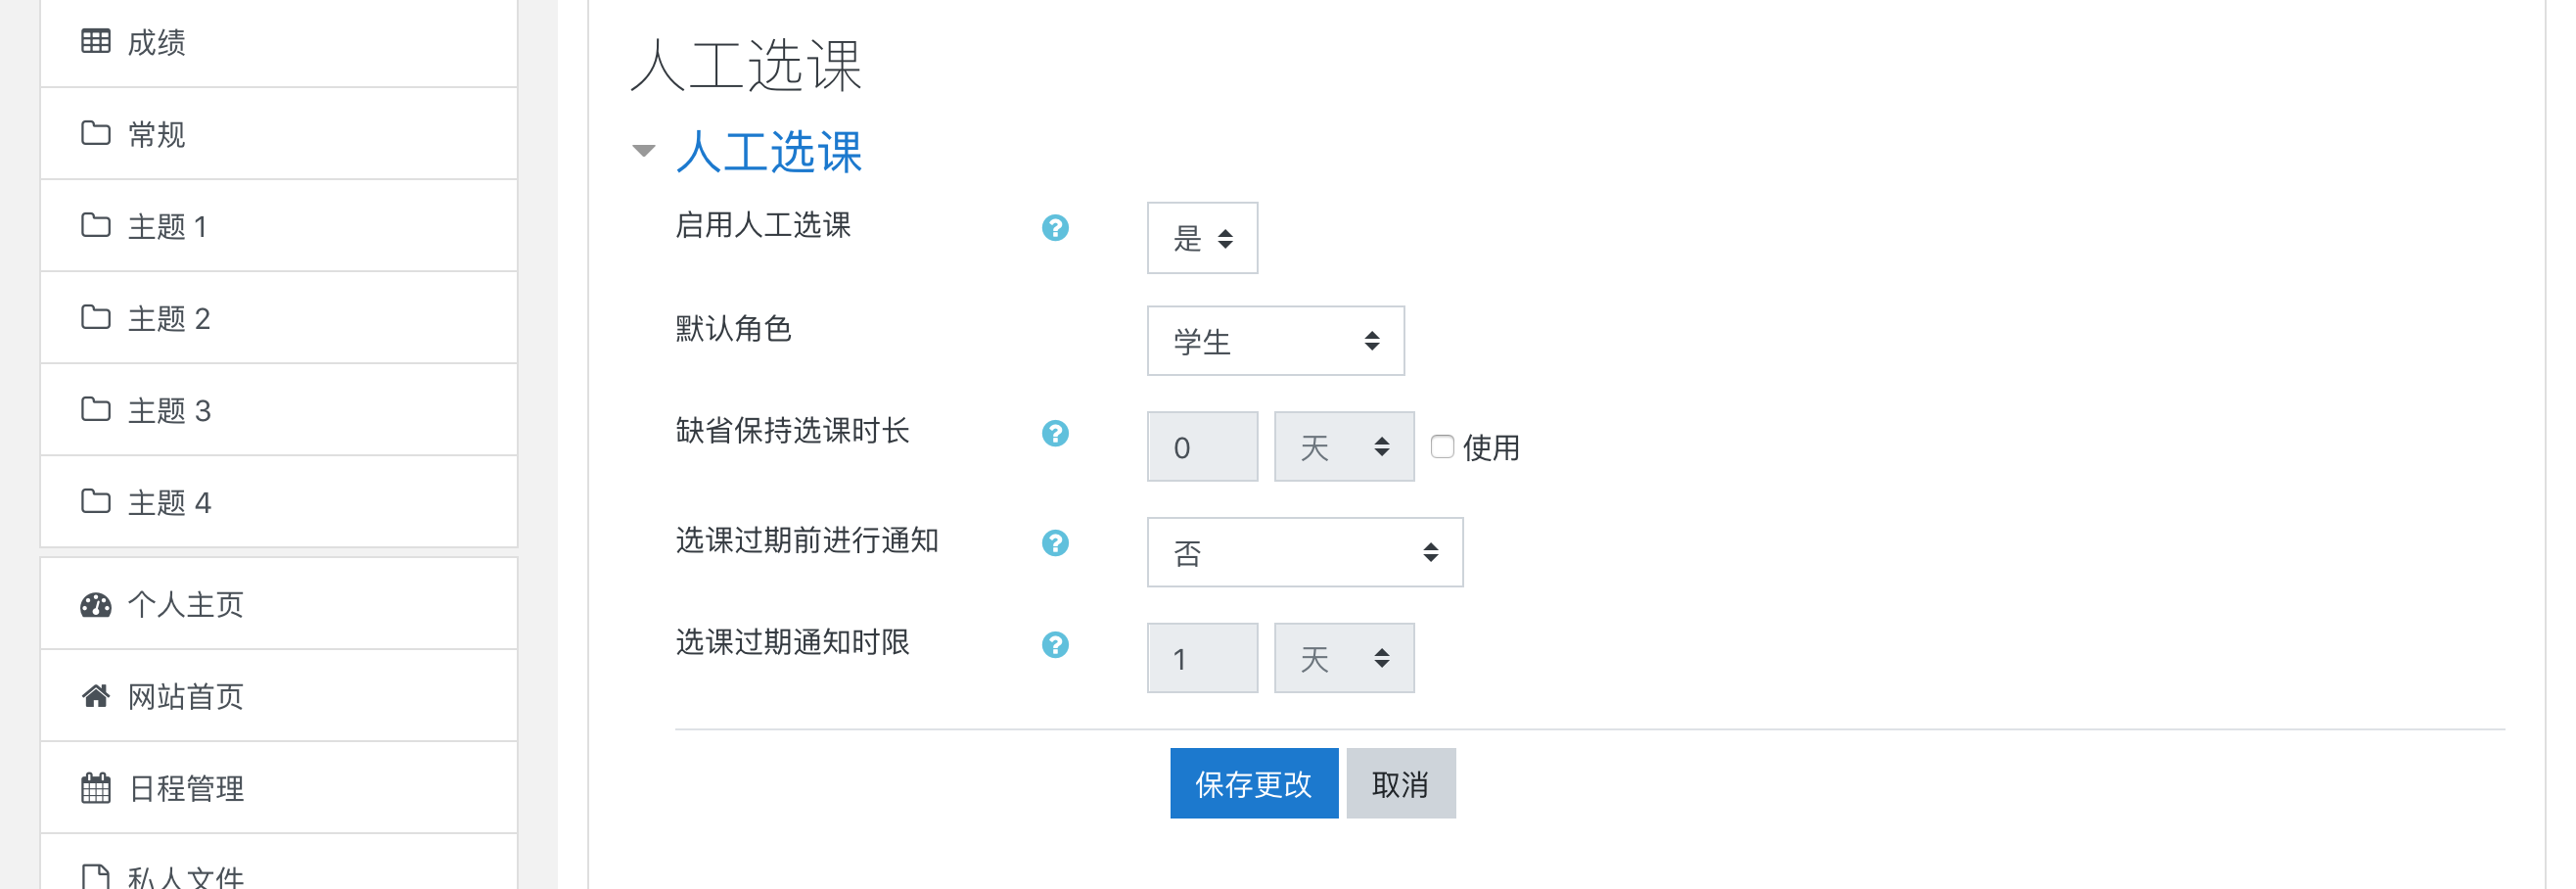 成绩
常规
主题 1
主题 2
主题 3
主题 4
个人主页
网站首页
日程管理
私人文件
人工选课
人工选课
启用人工选课 是
默认角色 学生
缺省保持选课时长 0 天 使用
选课过期前进行通知 否
选课过期通知时限 1 天
保存更改 取消